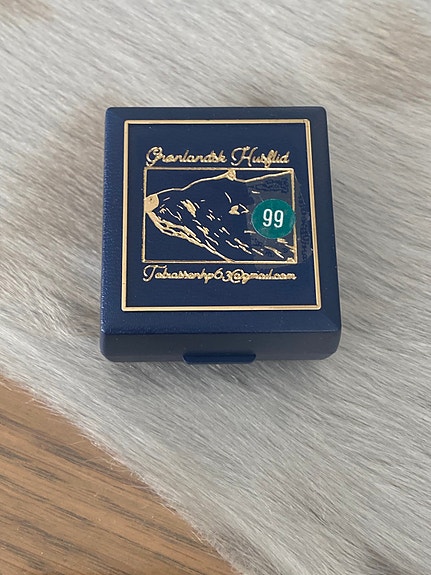 Grønlandsk Husflid
99
Tobiassenhp63@gmail.com